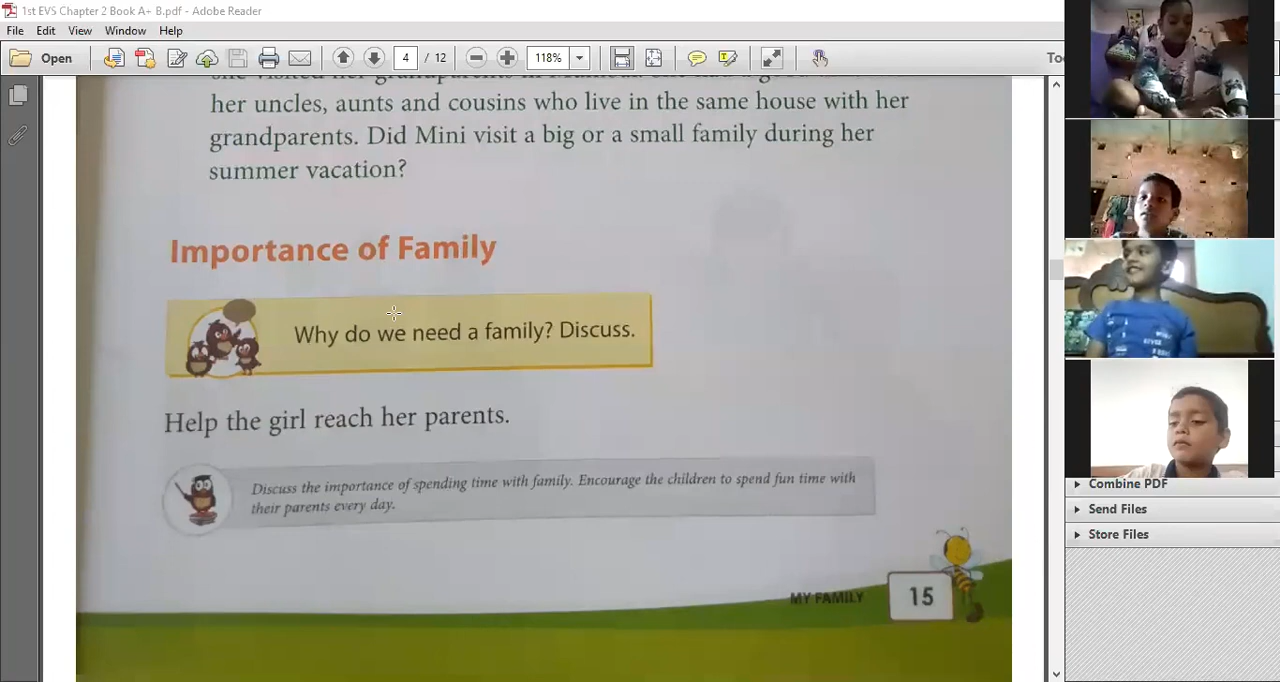 1st EVS Chapter 2 Book A+ B.pdf - Adobe Reader
File Edit View Window Help
Open 4 / 12 118% To
her uncles, aunts and cousins who live in the same house with her
grandparents. Did Mini visit a big or a small family during her
summer vacation?
Importance of Family
Why do we need a family? Discuss.
Help the girl reach her parents.
Discuss the importance of spending time with family. Encourage the children to spend fun time with
their parents every day.
MY FAMILY 15
Combine PDF
Send Files
Store Files